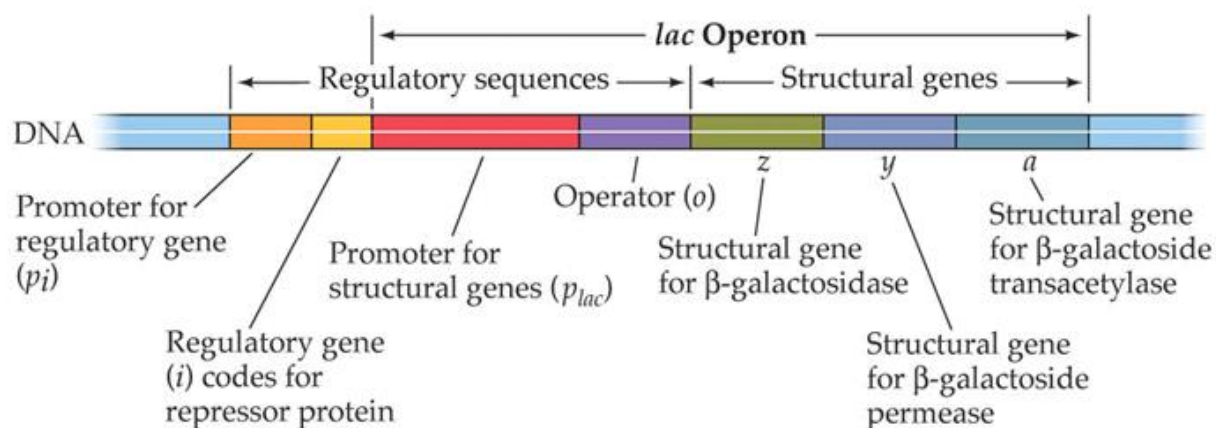 lac Operon
Regulatory sequences
Structural genes
DNA
z
y
a
Operator (o)
Promoter for
regulatory gene
(pi)
Promoter for
structural genes (plac)
Structural gene
for β-galactosidase
Structural gene
for β-galactoside
transacetylase
Regulatory gene
(i) codes for
repressor protein
Structural gene
for β-galactoside
permease